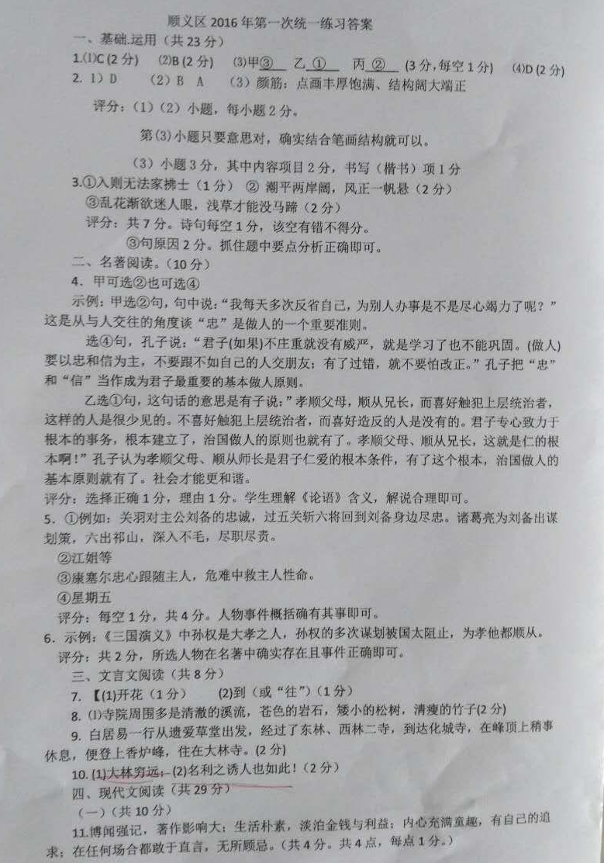 顺义区2016年第一次统一练习答案
一、基础.运用（共23分）
1.(1)C (2分) (2)B (2分) (3)甲③ 乙 ① 丙 ② (3分,每空1分) (4)D (2分)
2. 1）D （2）B A （3）颜筋：点画丰厚饱满、结构阔大端正
评分：（1）（2）小题，每小题2分。
第(3)小题只要意思对，确实结合笔画结构就可以。
（3）小题3分，其中内容项目2分，书写（楷书）项1分
3.①入则无法家拂士（1分） ② 潮平两岸阔，风正一帆悬（2分）
③乱花渐欲迷人眼，浅草才能没马蹄（2分）
评分：共7分。诗句每空1分，该空有错不得分。
③句原因2分。抓住题中要点分析正确即可。
二、名著阅读。（10分）
4．甲可选②也可选④
示例：甲选②句，句中说：“我每天多次反省自己，为别人办事是不是尽心竭力了呢？”
这是从与人交往的角度谈“忠”是做人的一个重要准则。
选④句，孔子说：“君子(如果)不庄重就没有威严，就是学习了也不能巩固。(做人)
要以忠和信为主，不要跟不如自己的人交朋友；有了过错，就不要怕改正。”孔子把“忠”
和“信”当作成为君子最重要的基本做人原则。
乙选①句，这句话的意思是有子说：”孝顺父母，顺从兄长，而喜好触犯上层统治者，
这样的人是很少见的。不喜好触犯上层统治者，而喜好造反的人是没有的。君子专心致力于
根本的事务，根本建立了，治国做人的原则也就有了。孝顺父母、顺从兄长，这就是仁的根
本啊！”孔子认为孝顺父母、顺从师长是君子仁爱的根本条件，有了这个根本，治国做人的
基本原则就有了。社会才能更和谐。
评分：选择正确1分，理由1分。学生理解《论语》含义，解说合理即可。
5．①例如：关羽对主公刘备的忠诚，过五关斩六将回到刘备身边尽忠。诸葛亮为刘备出谋
划策，六出祁山，深入不毛，尽职尽责。
②江姐等
③康塞尔忠心跟随主人，危难中救主人性命。
④星期五
评分：每空1分，共4分。人物事件概括确有其事即可。
6．示例：《三国演义》中孙权是大孝之人，孙权的多次谋划被国太阻止，为孝他都顺从。
评分：共2分，所选人物在名著中确实存在且事件正确即可。
三、文言文阅读（共8分）
7. 【(1)开花（1分） (2)到（或“往”）（1分）
8. (1)寺院周围多是清澈的溪流，苍色的岩石，矮小的松树，清瘦的竹子(2分)
9. 白居易一行从遗爱草堂出发，经过了东林、西林二寺，到达化城寺，在峰顶上稍事
休息，便登上香炉峰，住在大林寺。(2分)
10. (1)大林穷远；(2)名利之诱人也如此！（2分）
四、现代文阅读（共29分）
（一）（共10分）
11.博闻强记，著作影响大；生活朴素，淡泊金钱与利益；内心充满童趣，有自己的追
求；在任何场合都敢于直言，无所顾忌。（共4分。共4点，每点1分。）